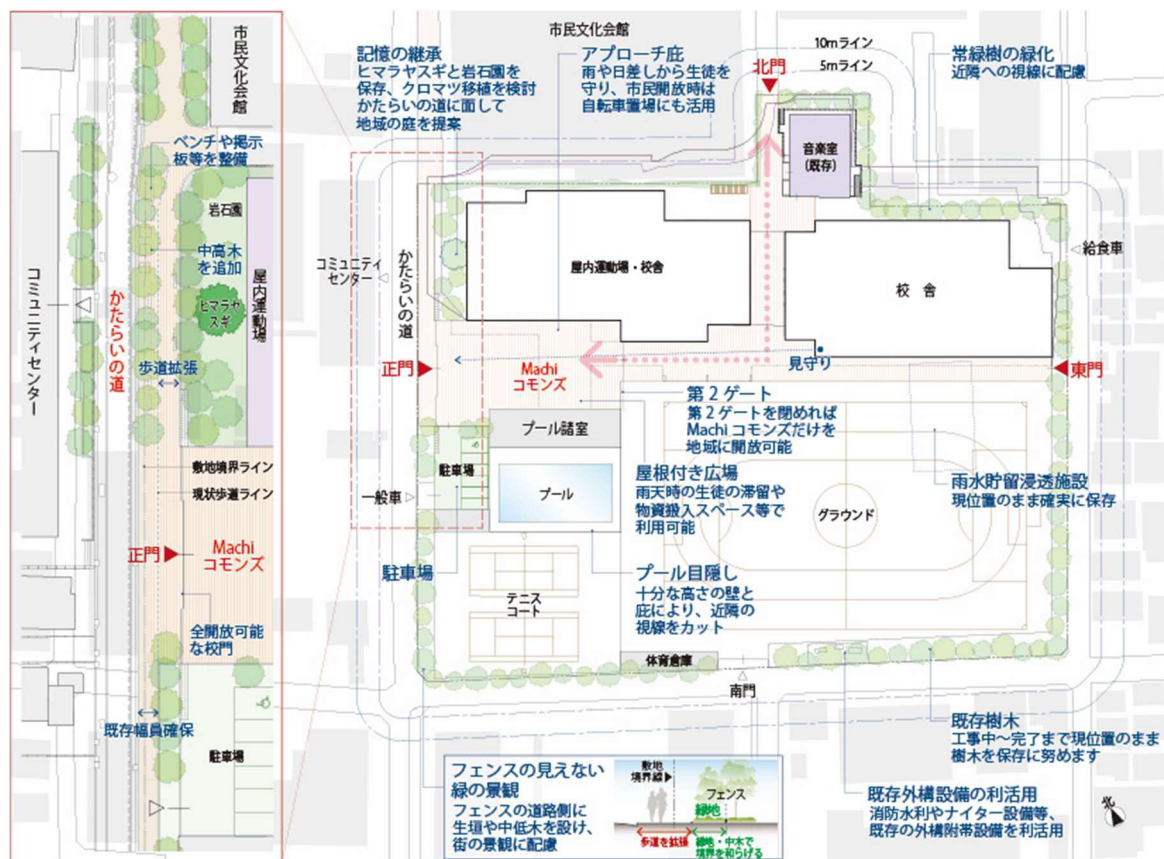 市民文化会館
ベンチや掲示
板等を整備
岩石園
中高木
を追加
ヒマラヤ
スギ
屋内運動場
コミュニティセンター
かたらいの道
歩道拡張
敷地境界ライン
現状歩道ライン
正門
Machi
コモンズ
全開放可能
な校門
既存幅員確保
駐車場
市民文化会館
記憶の継承
ヒマラヤスギと岩石園を
保存、クロマツ移植を検討
かたらいの道に面して
地域の庭を提案
アプローチ庇
雨や日差しから生徒を
守り、市民開放時は
自転車置場にも活用
10mライン
5mライン
北門
常緑樹の緑化
近隣への視線に配慮
音楽室
(既存)
給食車
コミュニティ
センター
かたらいの道
屋内運動場・校舎
校 舎
正門
Machi
コモンズ
見守り
東門
第2ゲート
第2ゲートを閉めれば
Machiコモンズだけを
地域に開放可能
プール諸室
駐車場
一般車
プール
屋根付き広場
雨天時の生徒の滞留や
物資搬入スペース等で
利用可能
雨水貯留浸透施設
現位置のまま確実に保存
グラウンド
駐車場
プール目隠し
十分な高さの壁と
庇により、近隣の
視線をカット
テニス
コート
体育倉庫
南門
既存樹木
工事中〜完了まで現位置のまま
樹木を保存に努めます
フェンスの見えない
緑の景観
フェンスの道路側に
生垣や中低木を設け、
街の景観に配慮
敷地
境界線
フェンス
緑地
歩道を拡張
緑地・中木で
境界を和らげる
既存外構設備の利活用
消防水利やナイター設備等、
既存の外構附帯設備を利活用
北